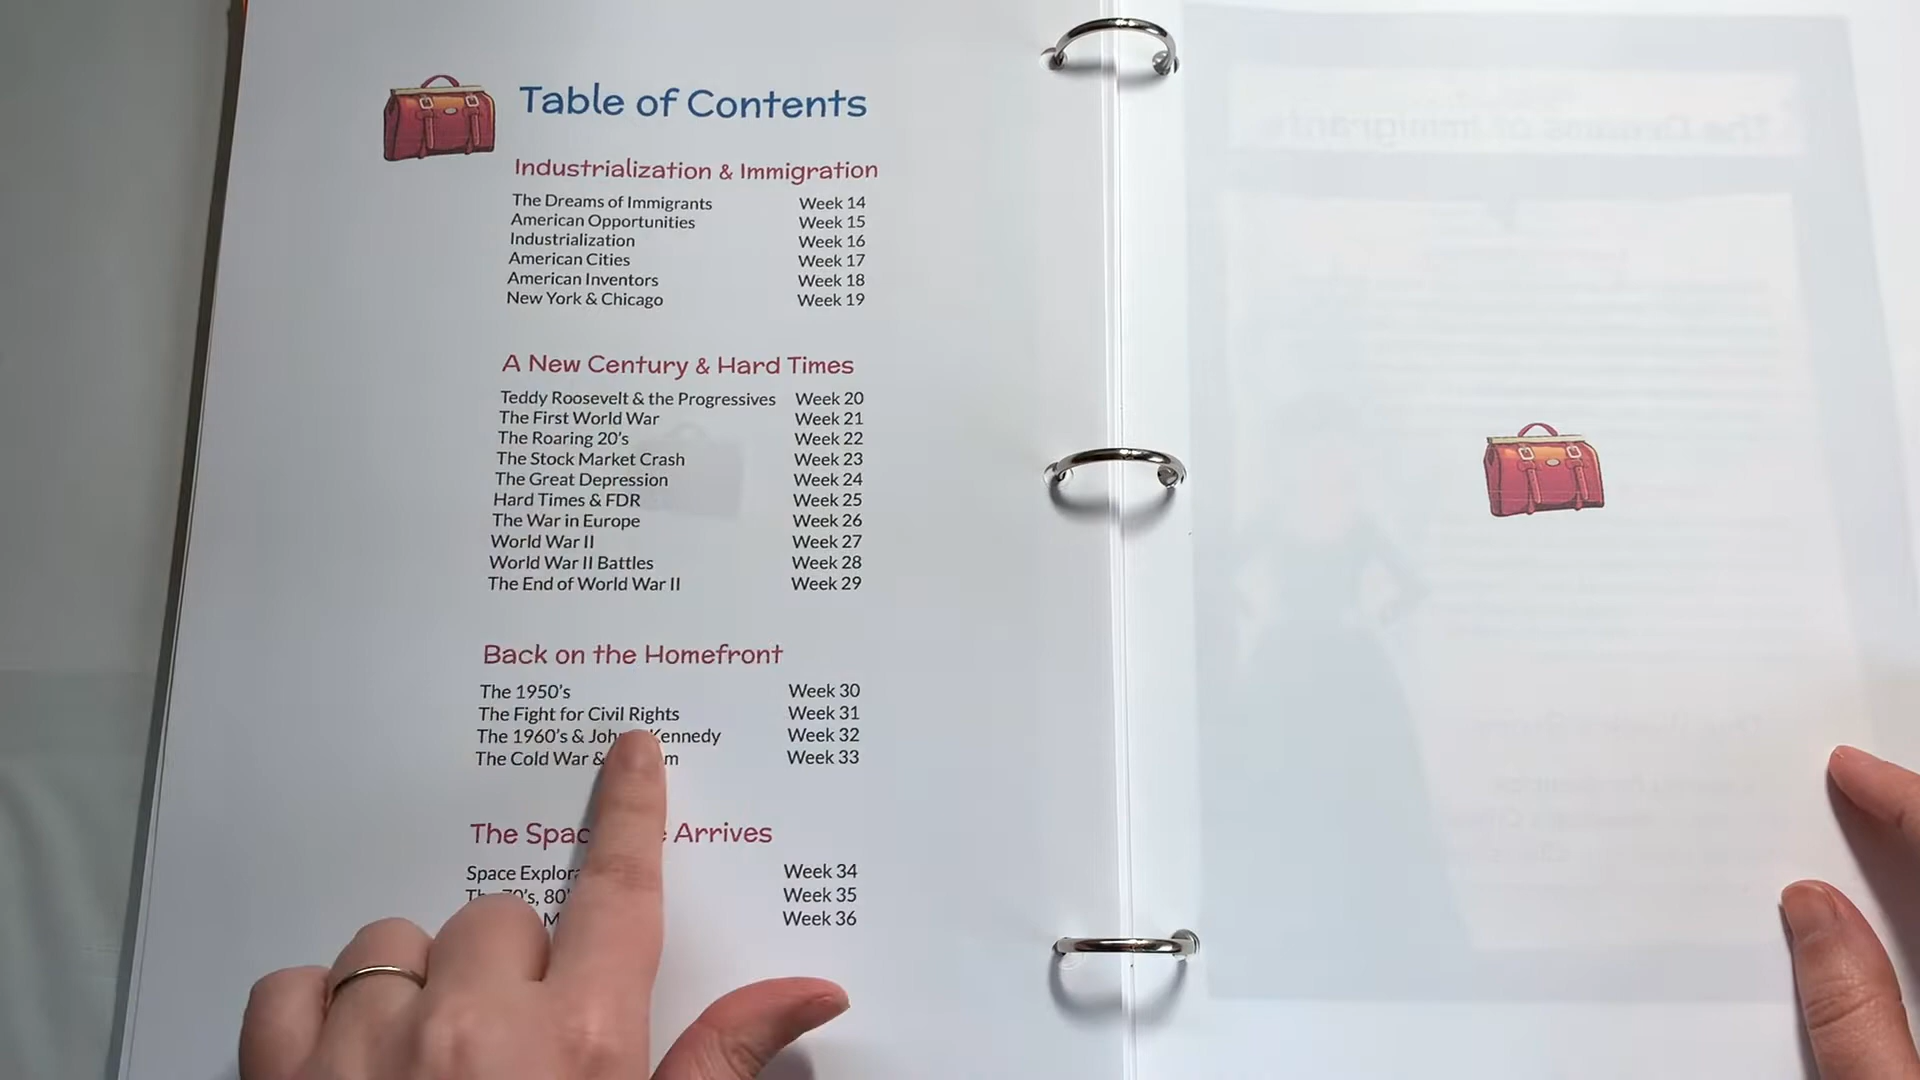 Table of Contents
Industrialization & Immigration
The Dreams of Immigrants Week 14
American Opportunities Week 15
Industrialization Week 16
American Cities Week 17
American Inventors Week 18
New York & Chicago Week 19
A New Century & Hard Times
Teddy Roosevelt & the Progressives Week 20
The First World War Week 21
The Roaring 20's Week 22
The Stock Market Crash Week 23
The Great Depression Week 24
Hard Times & FDR Week 25
The War in Europe Week 26
World War II Week 27
World War II Battles Week 28
The End of World War II Week 29
Back on the Homefront
The 1950's Week 30
The Fight for Civil Rights Week 31
The 1960's & Kennedy Week 32
The Cold War & Week 33
The Arrives
Space Week 34
80' Week 35
Week 36